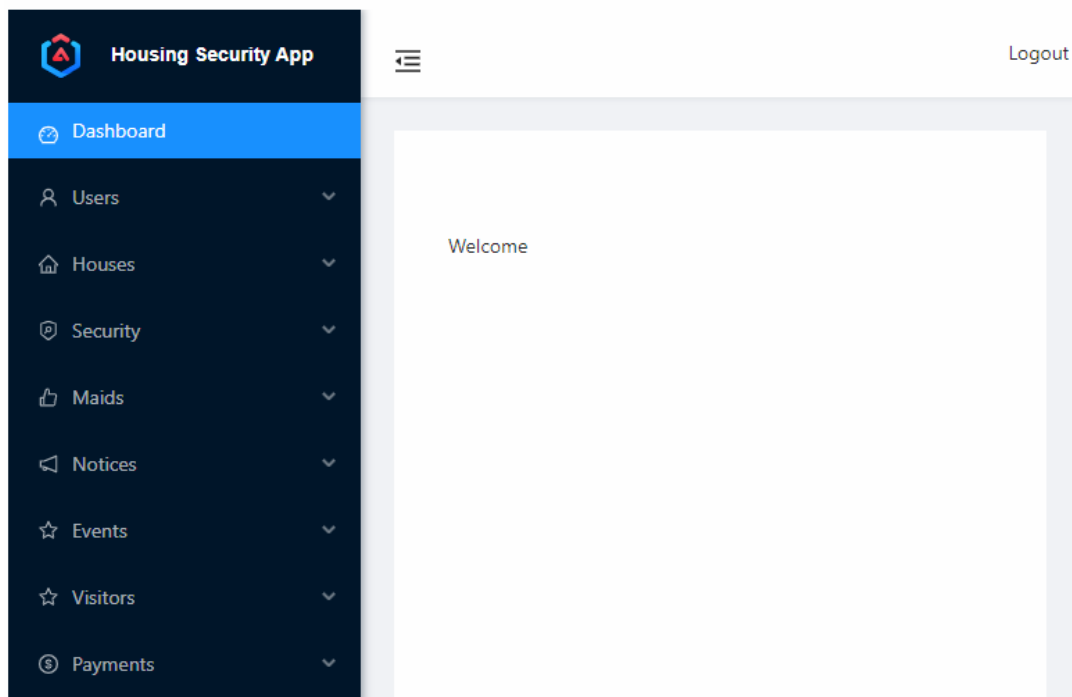 Housing Security App
Logout
Dashboard
Users
Welcome
Houses
Security
Maids
Notices
Events
Visitors
Payments